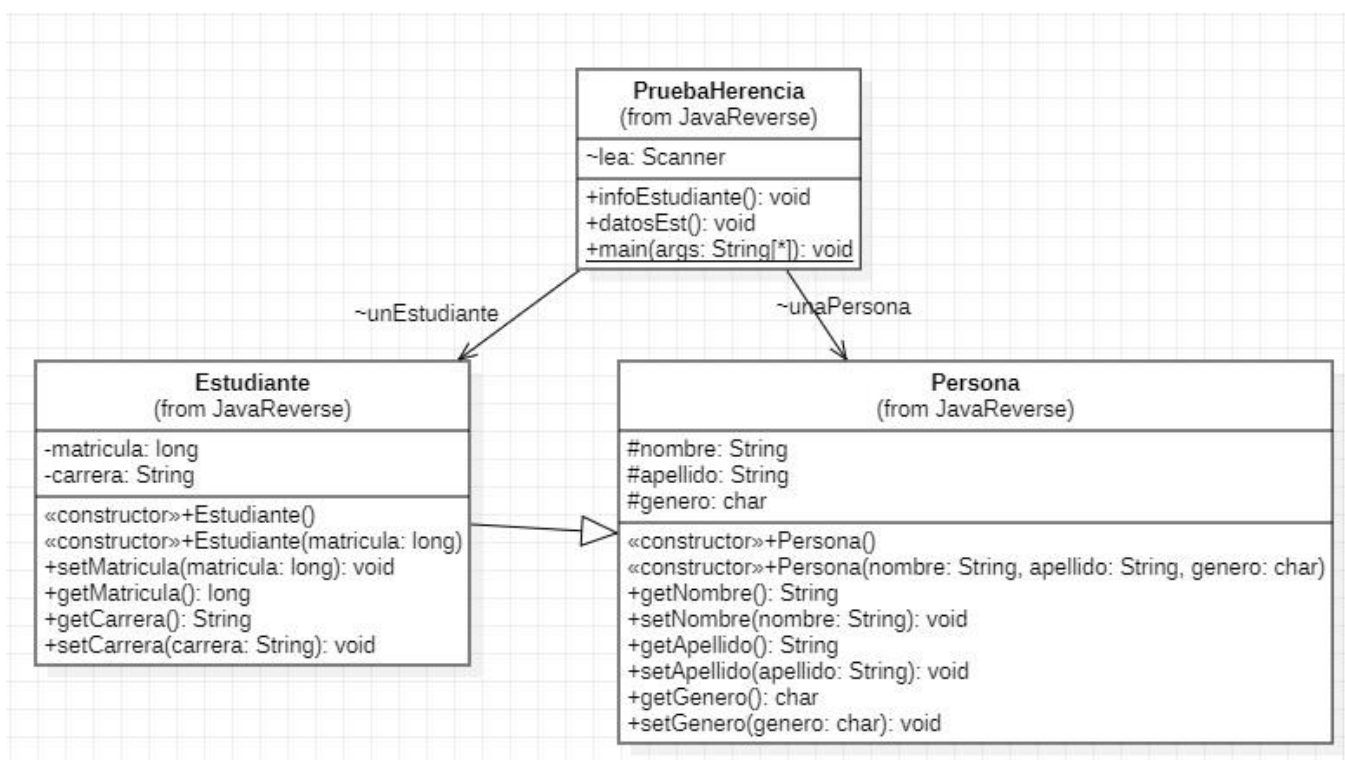 PruebaHerencia
(from JavaReverse)
~lea: Scanner
+infoEstudiante(): void
+datosEst(): void
+main(args: String[*]): void
~unEstudiante
~unaPersona
Estudiante
(from JavaReverse)
-matricula: long
-carrera: String
«constructor»+Estudiante()
«constructor»+Estudiante(matricula: long)
+setMatricula(matricula: long): void
+getMatricula(): long
+getCarrera(): String
+setCarrera(carrera: String): void
Persona
(from JavaReverse)
#nombre: String
#apellido: String
#genero: char
«constructor»+Persona()
«constructor»+Persona(nombre: String, apellido: String, genero: char)
+getNombre(): String
+setNombre(nombre: String): void
+getApellido(): String
+setApellido(apellido: String): void
+getGenero(): char
+setGenero(genero: char): void